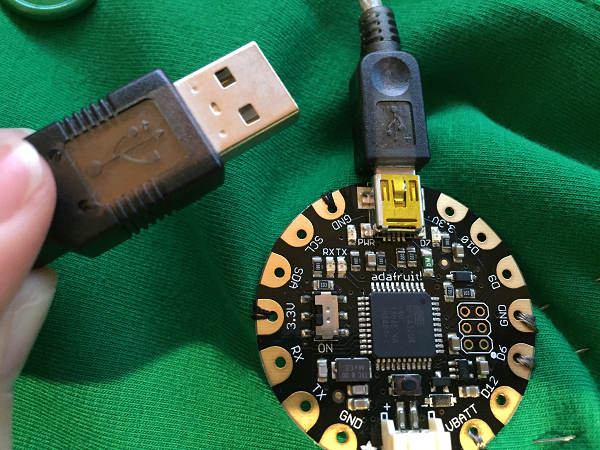 GND
3.3V
SCL
D10
PWR
D7
RXTX
SDA
D9
adafruit!
3.3V
GND
ON
RX
D6
TX
D12
GND
+
-
VBATT